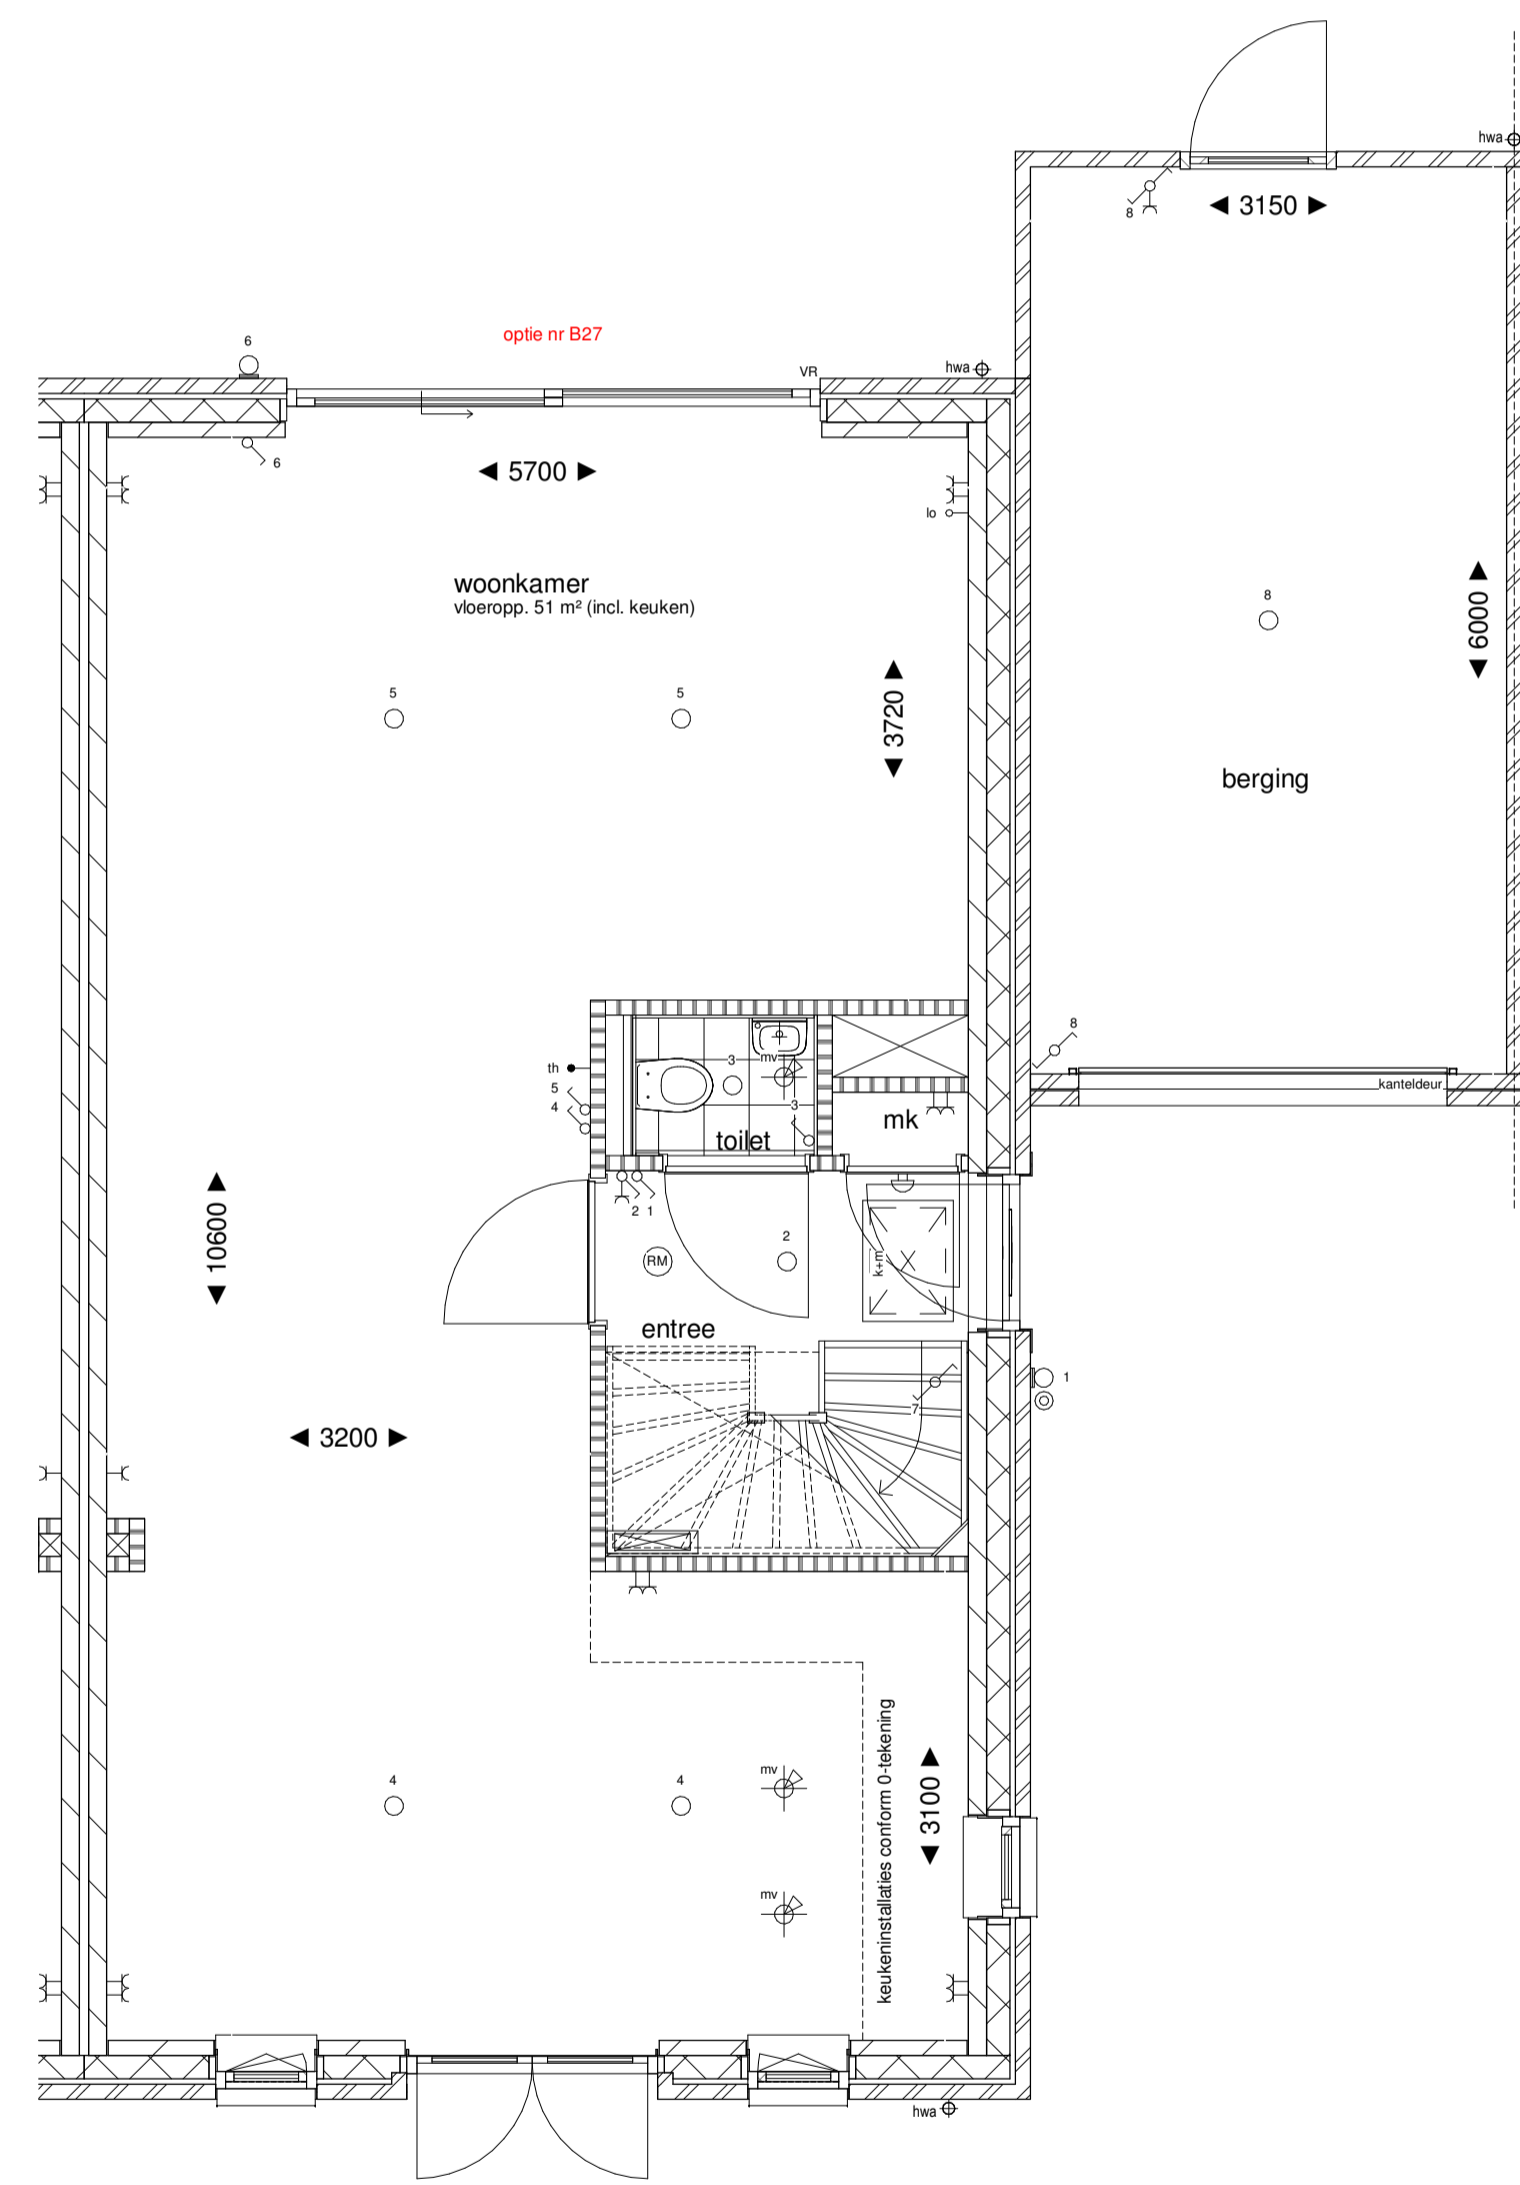 hwa
8
3150
optie nr B27
6
VR
hwa
6
5700
lo
woonkamer
vloeropp. 51 m² (incl. keuken)
8
6000
5
5
3720
berging
8
th
3
mv
kanteldeur
5
4
3
mk
toilet
2
1
10600
2
RM
k+m
entree
1
7
3200
mv
4
4
3100
keukeninstallaties conform 0-tekening
mv
hwa